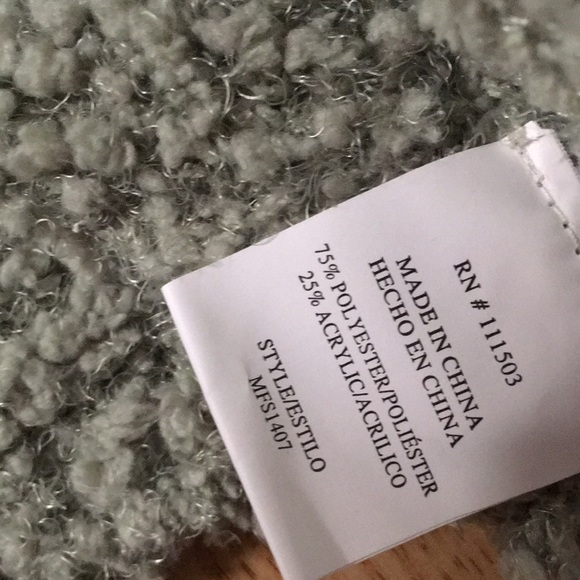 RN # 111503
MADE IN CHINA
HECHO EN CHINA
75% POLYESTER/POLIÉSTER
25% ACRYLIC/ACRILICO
STYLE/ESTILO
MFS1407